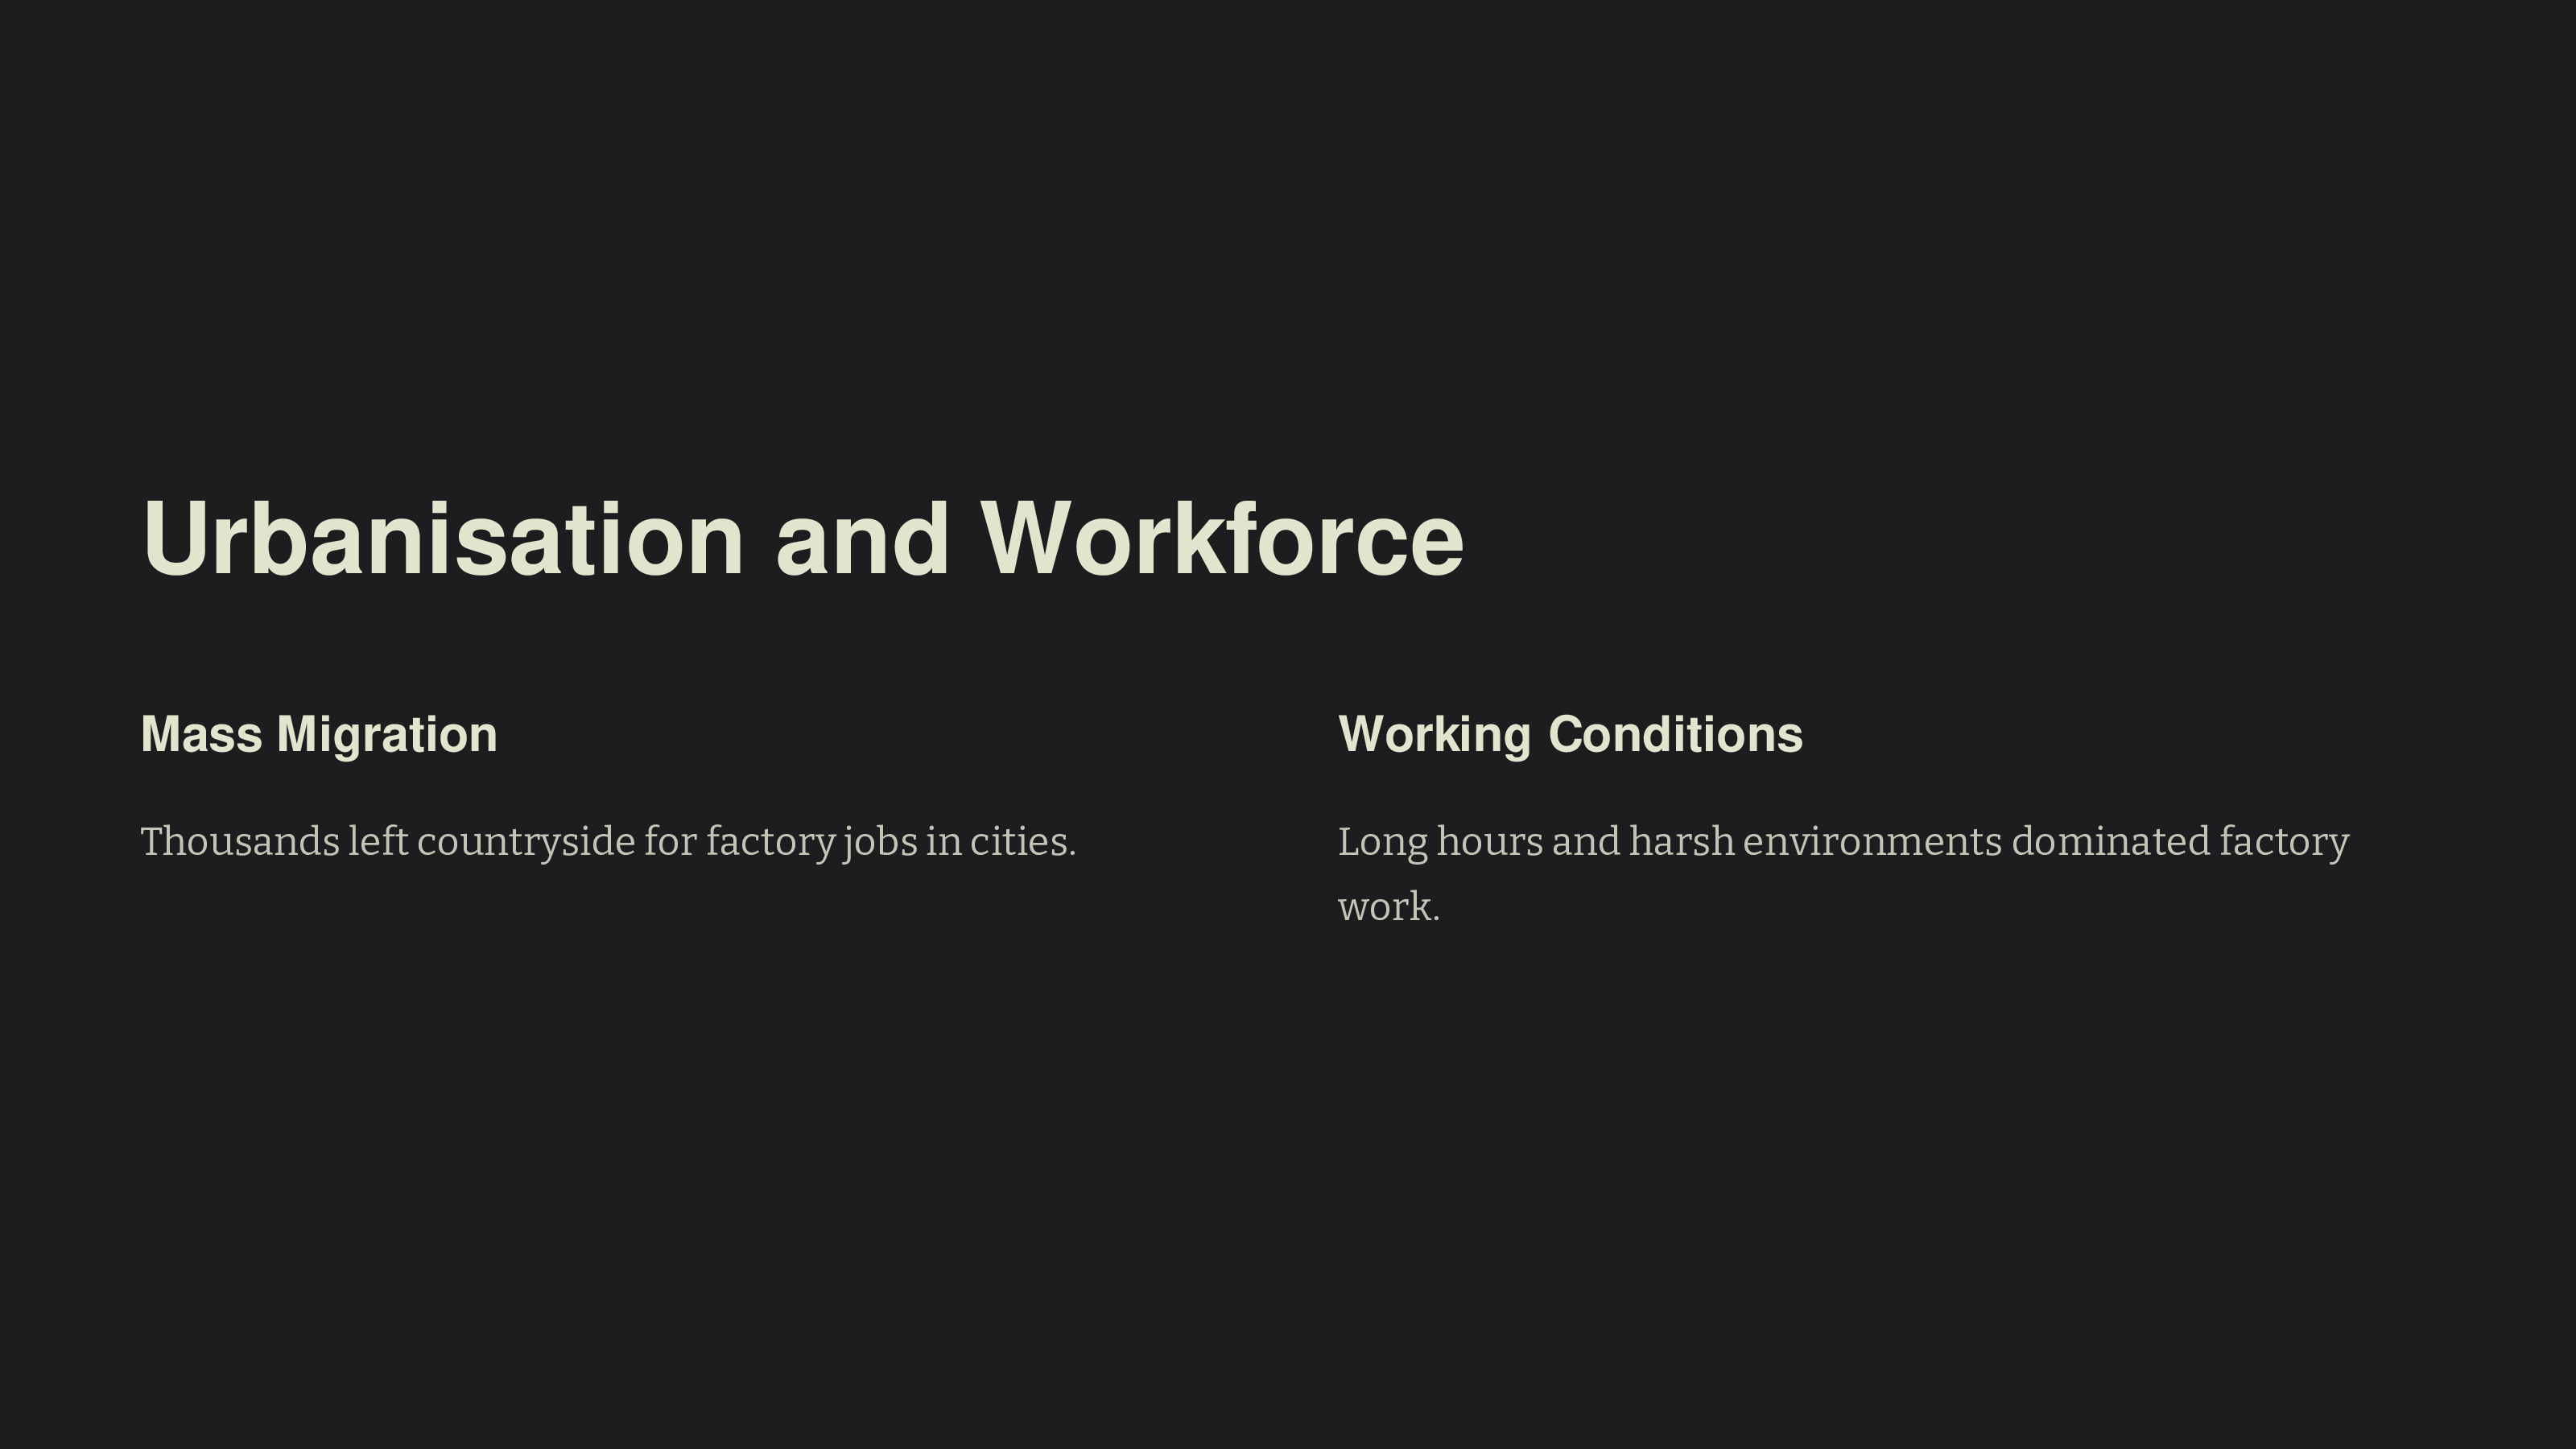 Urbanisation and Workforce
Mass Migration
Thousands left countryside for factory jobs in cities.
Working Conditions
Long hours and harsh environments dominated factory
work.